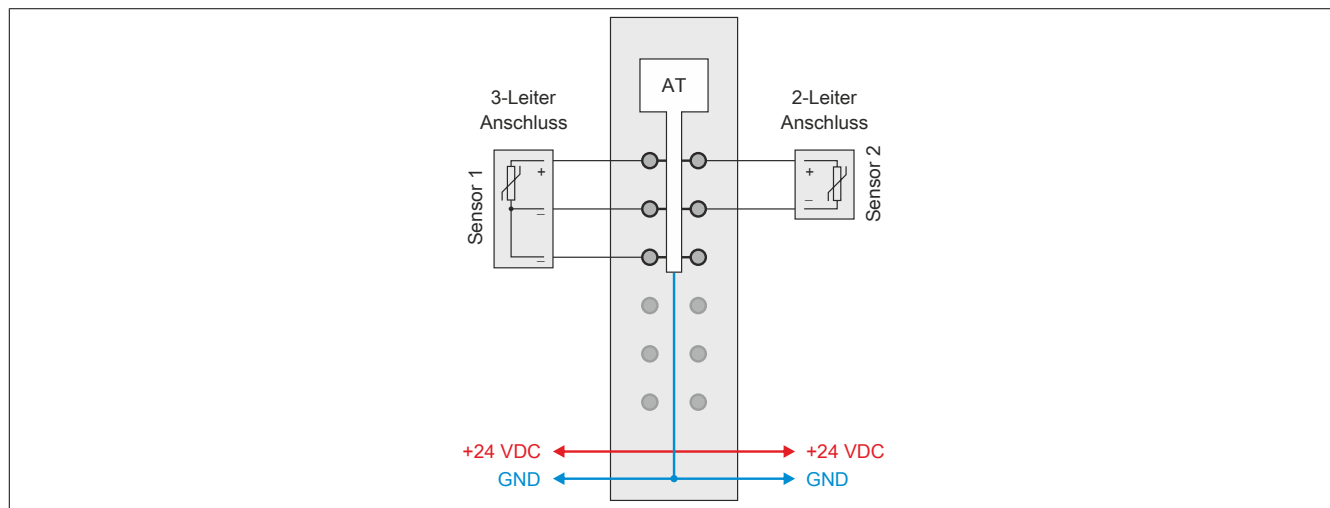 AT
3-Leiter
Anschluss
2-Leiter
Anschluss
Sensor 1
+
–
–
+
–
Sensor 2
+24 VDC
+24 VDC
GND
GND